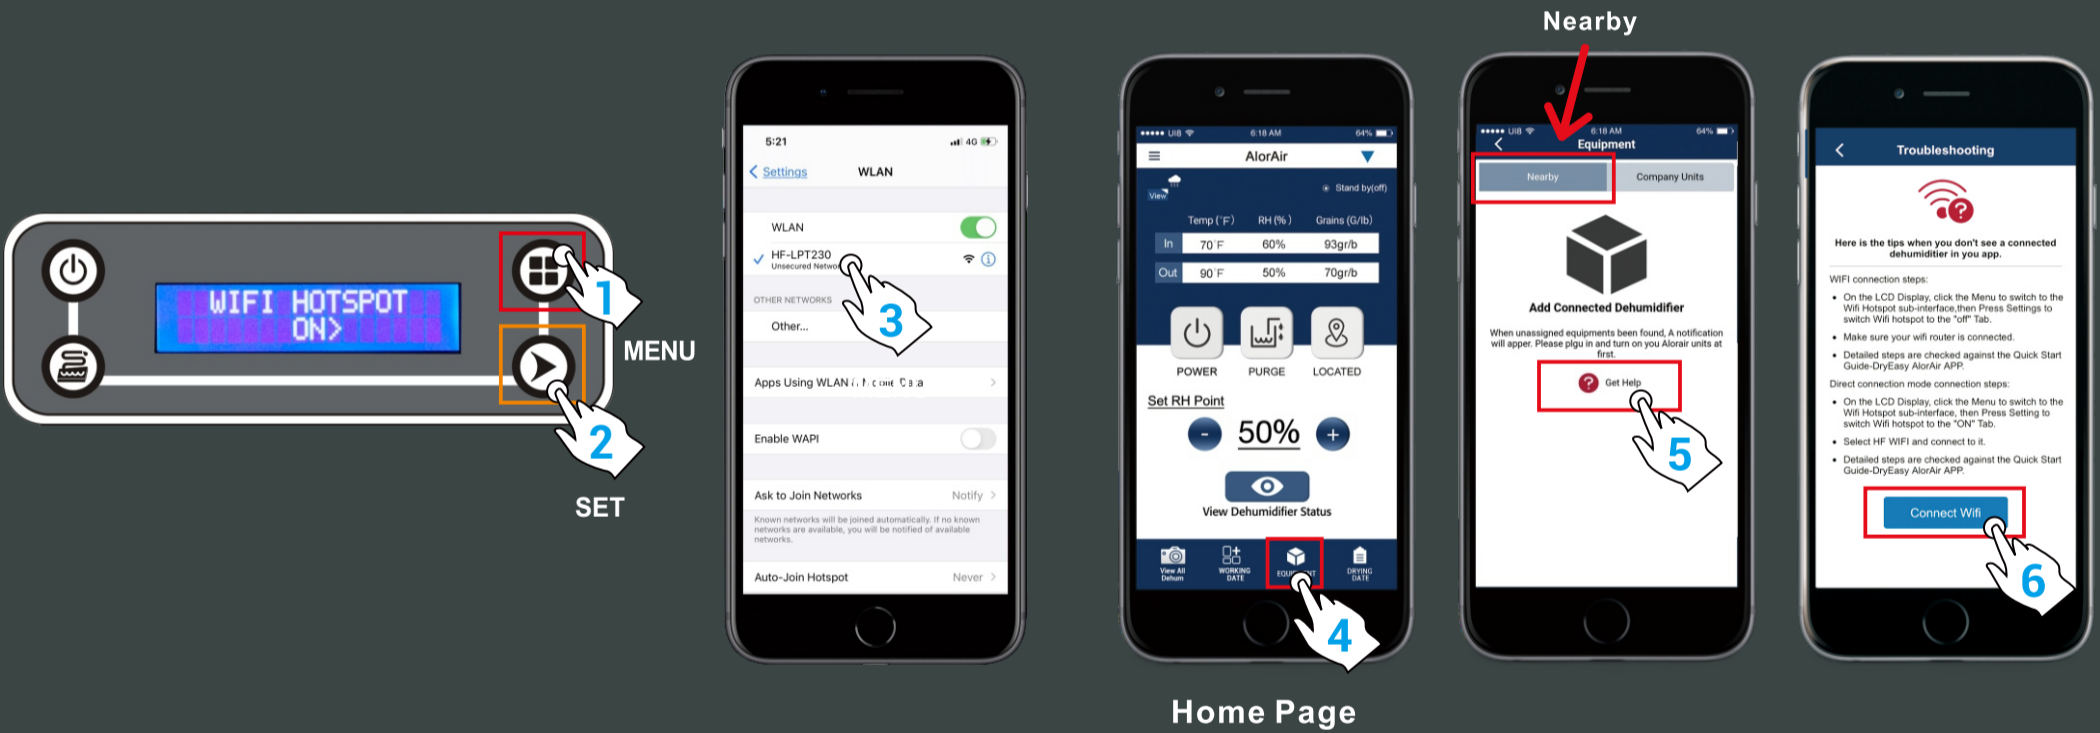 WIFI HOTSPOT
ON>
1
MENU
2
SET
5:21
4G
Settings
WLAN
WLAN
HF-LPT230
Unsecured Networ
3
OTHER NETWORKS
Other...
Apps Using WLAN
Enable WAPI
Ask to Join Networks
Notify
Known networks will be joined automatically. If no known
networks are available, you will be notified of available
networks.
Auto-Join Hotspot
Never
UI8
6:18 AM
64%
AlorAir
View
Stand by(off)
Temp (°F)
RH (%)
Grains (G/lb)
In
70°F
60%
93gr/b
Out
90°F
50%
70gr/b
POWER
PURGE
LOCATED
Set RH Point
-
50%
+
View Dehumidifier Status
View All
Dehum
WORKING
DATE
DRYING
DATE
4
Home Page
Nearby
UI8
6:18 AM
64%
Equipment
Nearby
Company Units
Add Connected Dehumidifier
When unassigned equipments been found, A notification
will apper. Please plgu in and turn on you Alorair units at
first.
? Get Help
5
Troubleshooting
?
Here is the tips when you don't see a connected
dehumiditier in you app.
WIFI connection steps:
• On the LCD Display, click the Menu to switch to the
Wifi Hotspot sub-interface,then Press Settings to
switch Wifi hotspot to the "off" Tab.
• Make sure your wifi router is connected.
• Detailed steps are checked against the Quick Start
Guide-DryEasy AlorAir APP.
Direct connection mode connection steps:
• On the LCD Display, click the Menu to switch to the
Wifi Hotspot sub-interface, then Press Setting to
switch Wifi hotspot to the "ON" Tab.
• Select HF WIFI and connect to it.
• Detailed steps are checked against the Quick Start
Guide-DryEasy AlorAir APP.
Connect Wifi
6